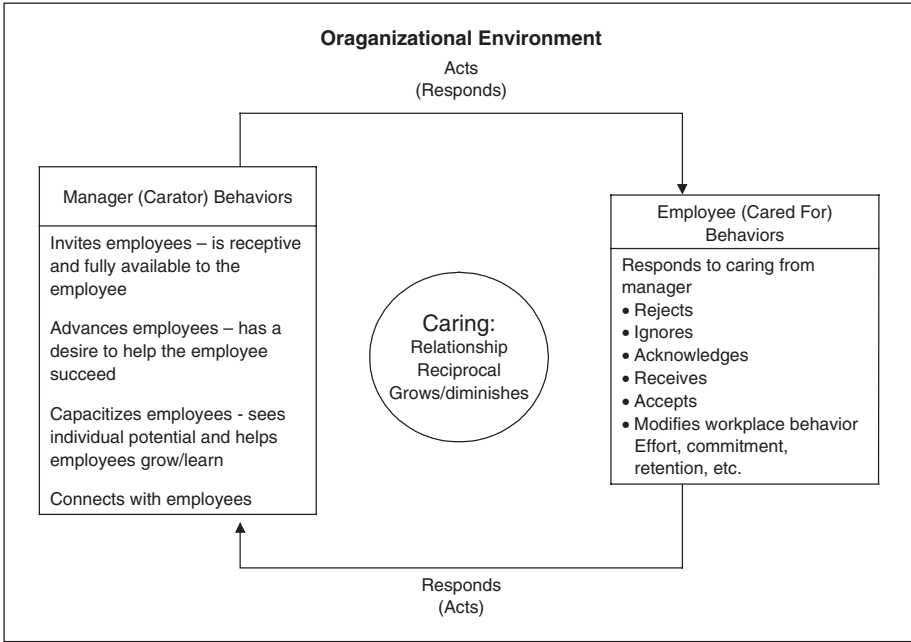 Oraganizational Environment
Acts
(Responds)
Manager (Carator) Behaviors
Invites employees – is receptive
and fully available to the
employee
Advances employees – has a
desire to help the employee
succeed
Capacitizes employees - sees
individual potential and helps
employees grow/learn
Connects with employees
Caring:
Relationship
Reciprocal
Grows/diminishes
Employee (Cared For)
Behaviors
Responds to caring from
manager
• Rejects
• Ignores
• Acknowledges
• Receives
• Accepts
• Modifies workplace behavior
Effort, commitment,
retention, etc.
Responds
(Acts)